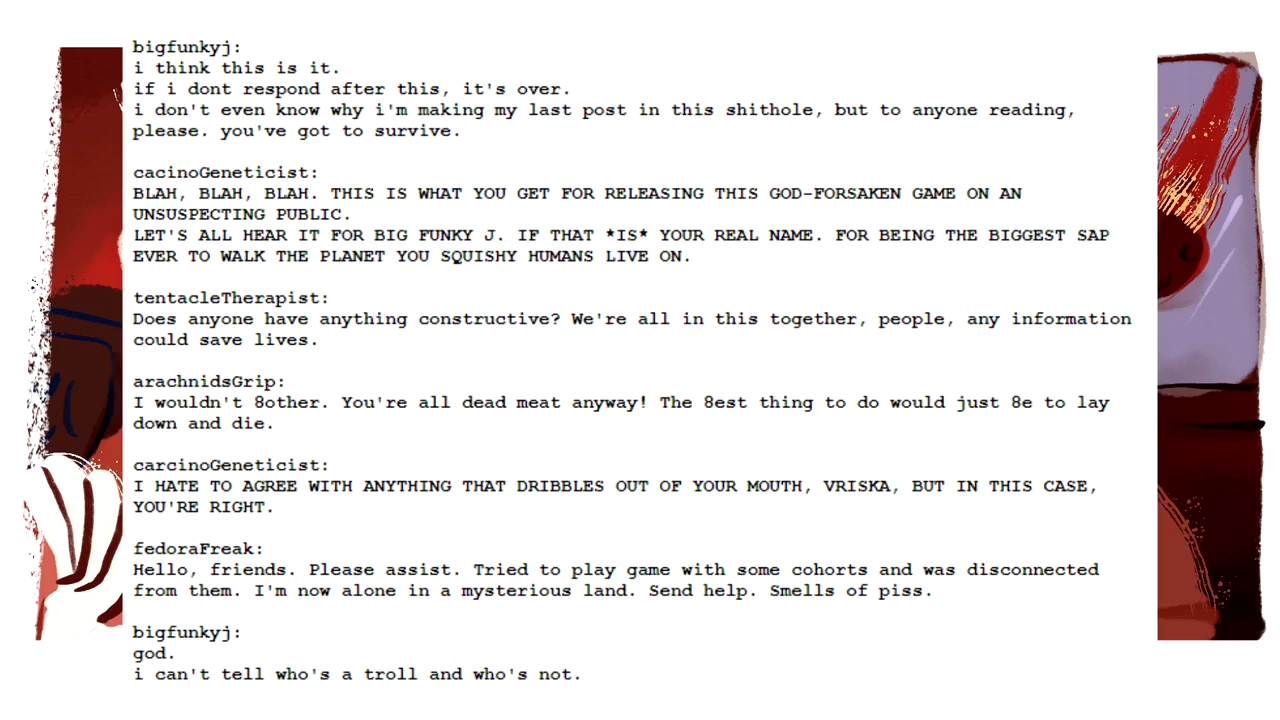 bigfunkyj:
i think this is it.
if i dont respond after this, it's over.
i don't even know why i'm making my last post in this shithole, but to anyone reading,
please. you've got to survive.
cacinoGeneticist:
BLAH, BLAH, BLAH. THIS IS WHAT YOU GET FOR RELEASING THIS GOD-FORSAKEN GAME ON AN
UNSUSPECTING PUBLIC.
LET'S ALL HEAR IT FOR BIG FUNKY J. IF THAT *IS* YOUR REAL NAME. FOR BEING THE BIGGEST SAP
EVER TO WALK THE PLANET YOU SQUISHY HUMANS LIVE ON.
tentacleTherapist:
Does anyone have anything constructive? We're all in this together, people, any information
could save lives.
arachnidsGrip:
I wouldn't 8other. You're all dead meat anyway! The 8est thing to do would just 8e to lay
down and die.
carcinoGeneticist:
I HATE TO AGREE WITH ANYTHING THAT DRIBBLES OUT OF YOUR MOUTH, VRISKA, BUT IN THIS CASE,
YOU'RE RIGHT.
fedoraFreak:
Hello, friends. Please assist. Tried to play game with some cohorts and was disconnected
from them. I'm now alone in a mysterious land. Send help. Smells of piss.
bigfunkyj:
god.
i can't tell who's a troll and who's not.